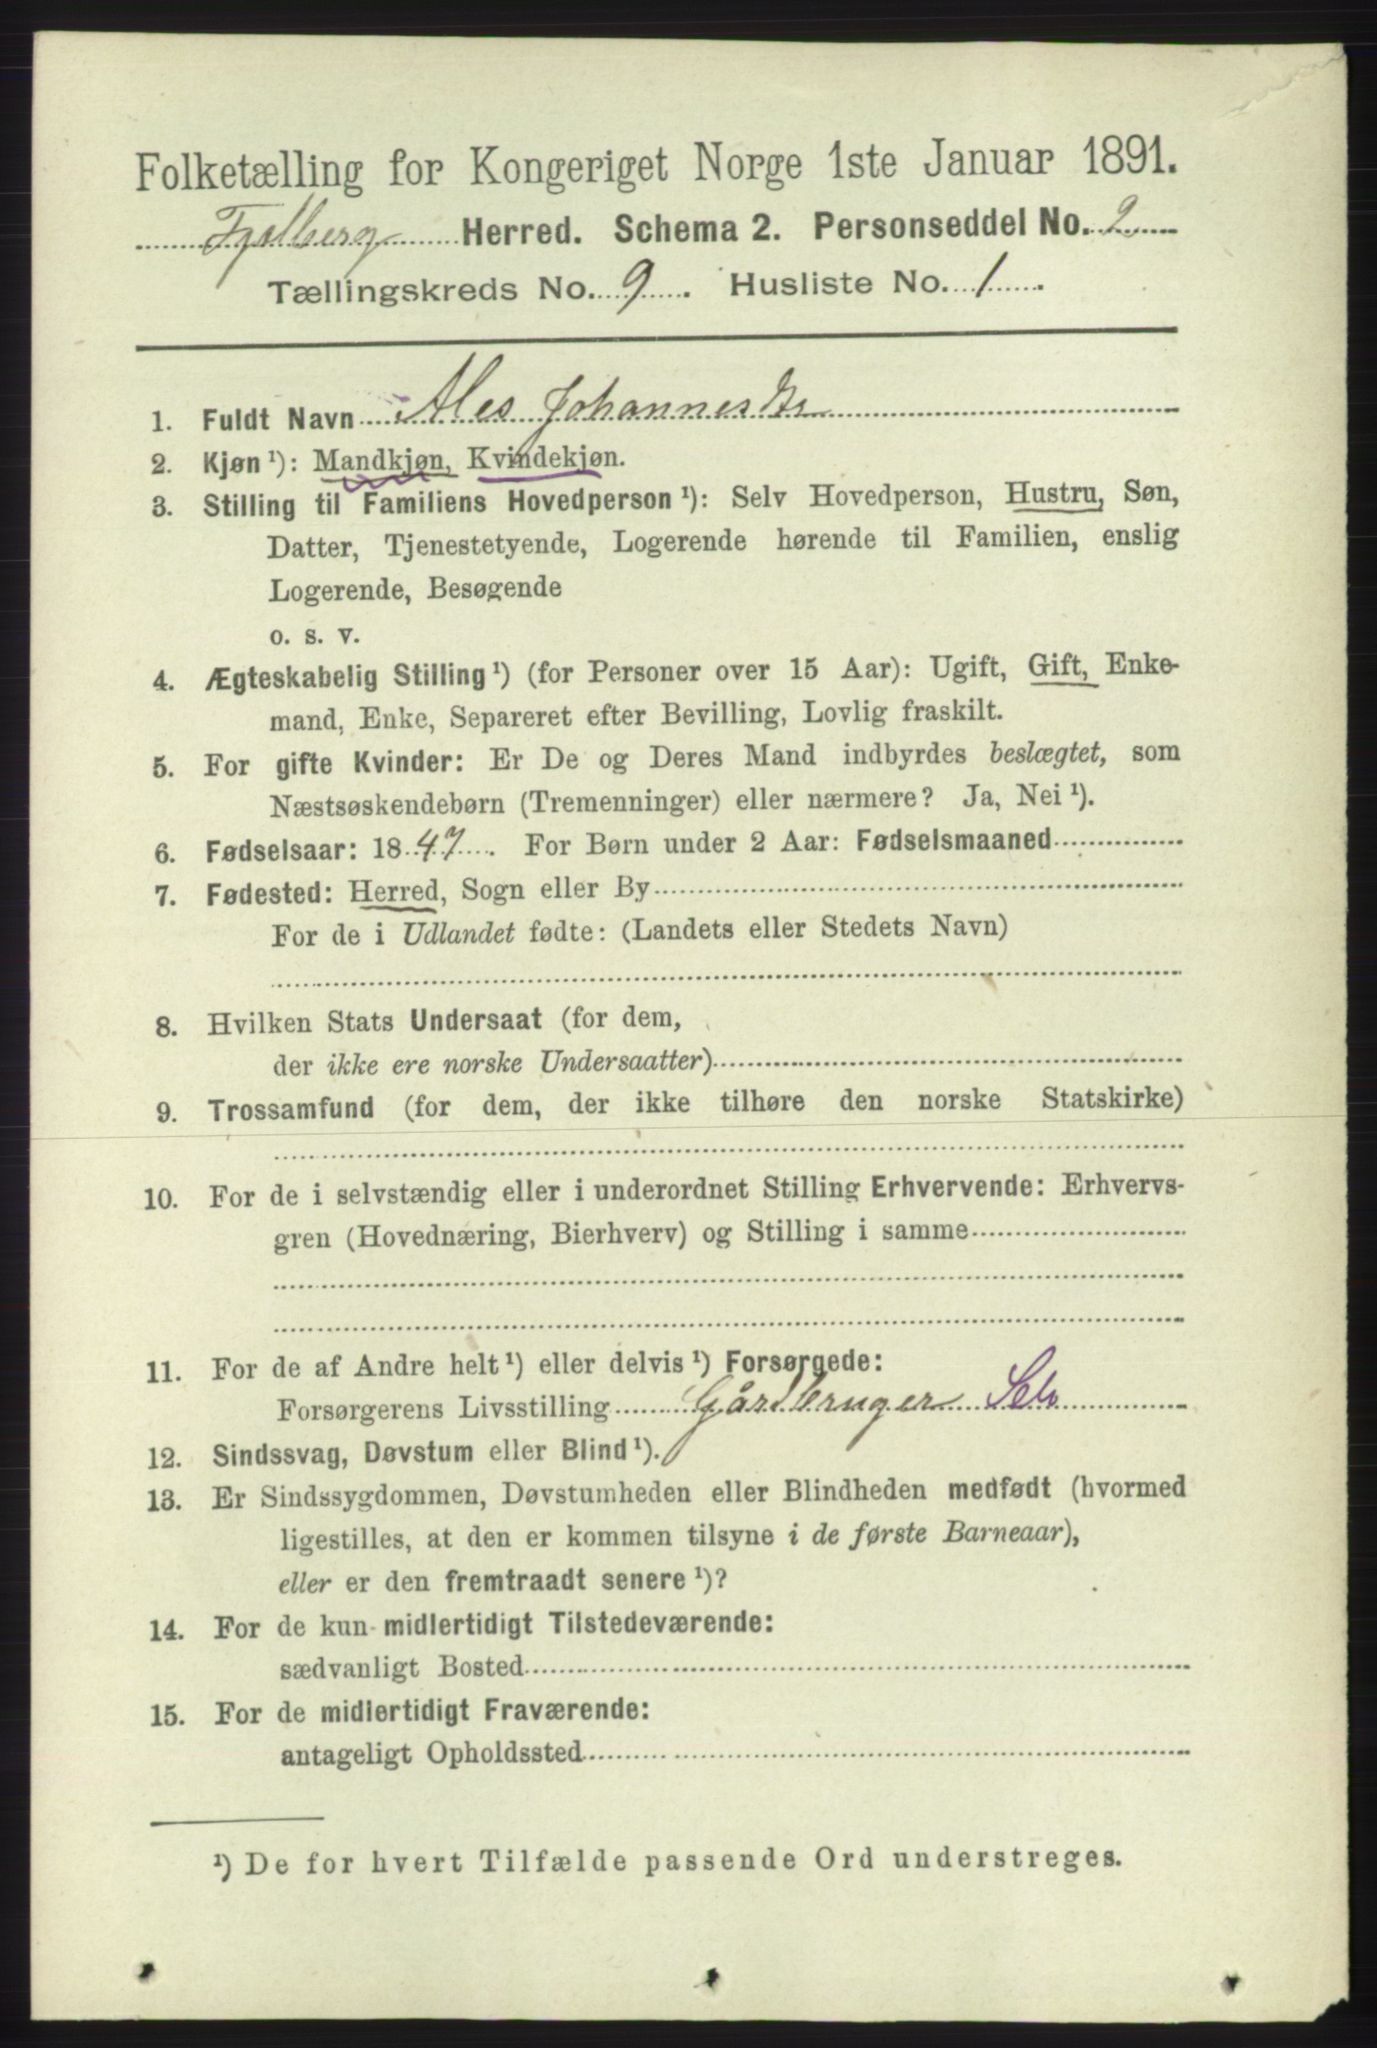 Folketælling for Kongeriget Norge 1ste Januar 1891.
Fjelberg Herred. Schema 2. Personseddel No. 2
Tællingskreds No. 9. Husliste No. 1.
1. Fuldt Navn Ales Johannesdtr
2. Kjøn ¹): Mandkjøn, Kvindekjøn.
3. Stilling til Familiens Hovedperson ¹): Selv Hovedperson, Hustru, Søn,
Datter, Tjenestetyende, Logerende hørende til Familien, enslig
Logerende, Besøgende
o. s. v.
4. Ægteskabelig Stilling ¹) (for Personer over 15 Aar): Ugift, Gift, Enke-
mand, Enke, Separeret efter Bevilling, Lovlig fraskilt.
5. For gifte Kvinder: Er De og Deres Mand indbyrdes beslægtet, som
Næstsøskendebørn (Tremenninger) eller nærmere? Ja, Nei ¹).
6. Fødselsaar: 1847. For Børn under 2 Aar: Fødselsmaaned
7. Fødested: Herred, Sogn eller By
For de i Udlandet fødte: (Landets eller Stedets Navn)
8. Hvilken Stats Undersaat (for dem,
der ikke ere norske Undersaatter)
9. Trossamfund (for dem, der ikke tilhøre den norske Statskirke)
10. For de i selvstændig eller i underordnet Stilling Erhvervende: Erhvervs-
gren (Hovednæring, Bierhverv) og Stilling i samme
11. For de af Andre helt ¹) eller delvis ¹) Forsørgede:
Forsørgerens Livsstilling Gårdbruger Selv
12. Sindssvag, Døvstum eller Blind ¹).
13. Er Sindssygdommen, Døvstumheden eller Blindheden medfødt (hvormed
ligestilles, at den er kommen tilsyne i de første Barneaar),
eller er den fremtraadt senere ¹)?
14. For de kun midlertidigt Tilstedeværende:
sædvanligt Bosted
15. For de midlertidigt Fraværende:
antageligt Opholdssted
¹) De for hvert Tilfælde passende Ord understreges.